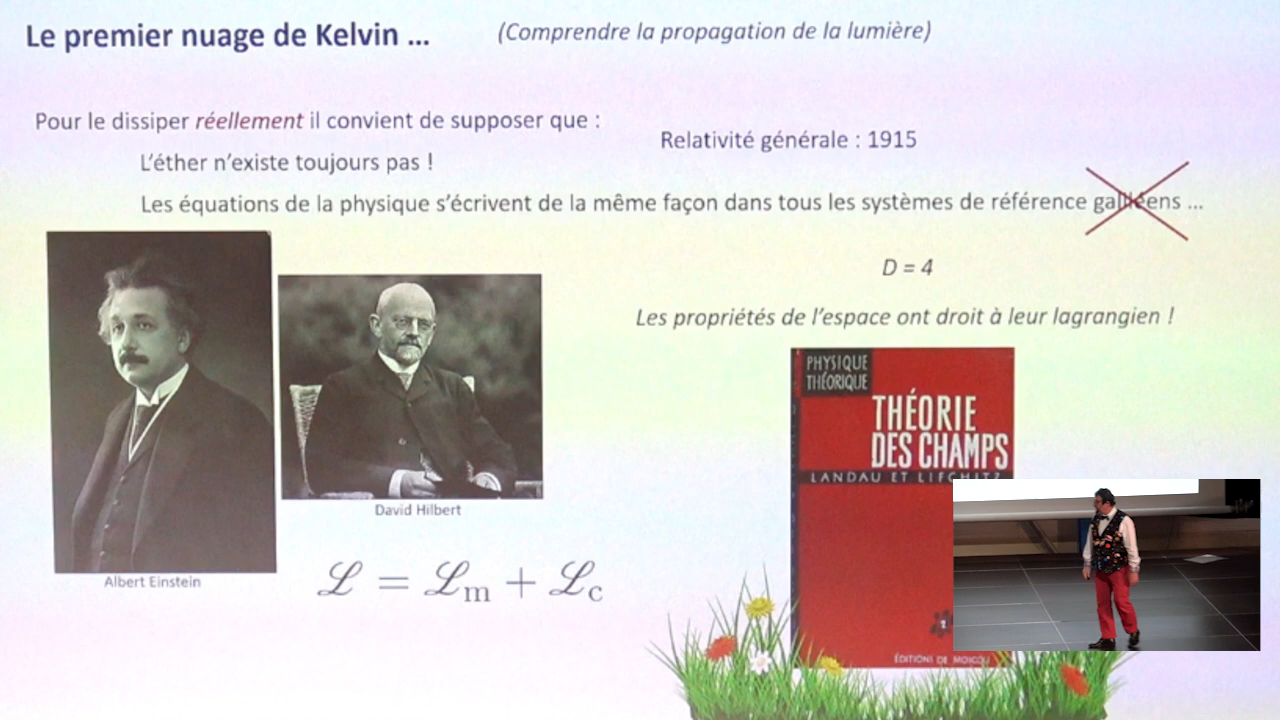 Le premier nuage de Kelvin ... (Comprendre la propagation de la lumière)
Pour le dissiper réellement il convient de supposer que :
Relativité générale : 1915
L'éther n'existe toujours pas !
Les équations de la physique s'écrivent de la même façon dans tous les systèmes de référence galiléens ...
D = 4
Les propriétés de l'espace ont droit à leur lagrangien !
PHYSIQUE
THÉORIQUE
THÉORIE
DES CHAMPS
LANDAU ET LIFCHITZ
David Hilbert
Albert Einstein
ℒ = ℒm + ℒc
ÉDITIONS DE MOSCOU